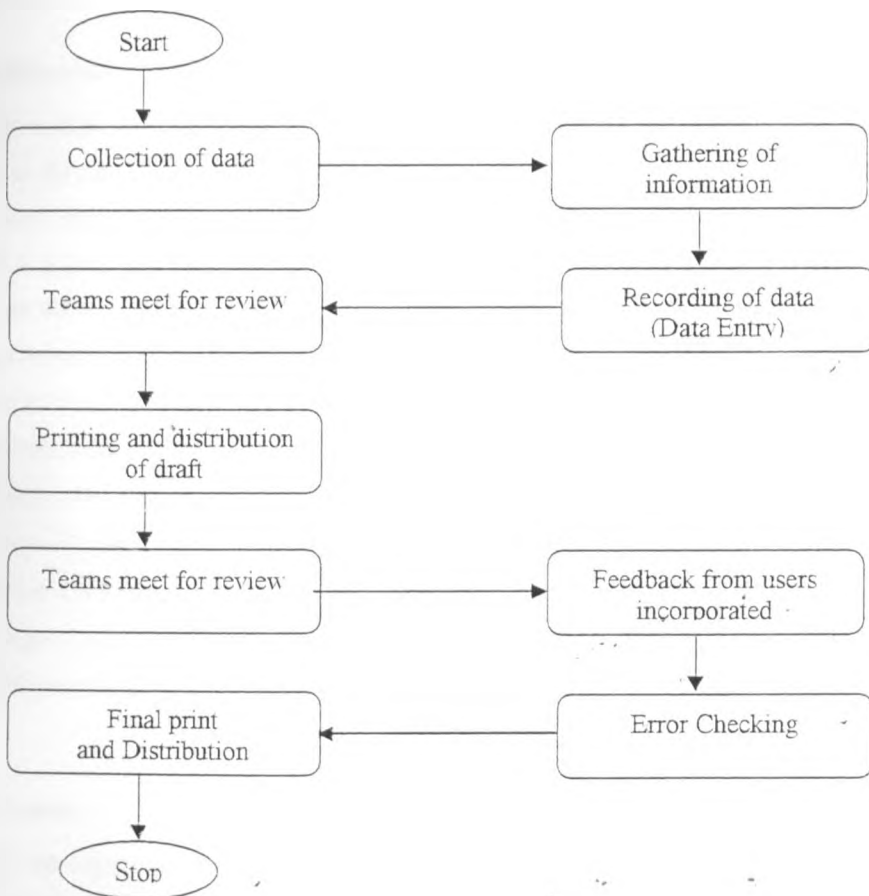 Start
Collection of data
Gathering of
information
Recording of data
(Data Entry)
Teams meet for review
Printing and distribution
of draft
Teams meet for review
Feedback from users
incorporated
Error Checking
Final print
and Distribution
Stop